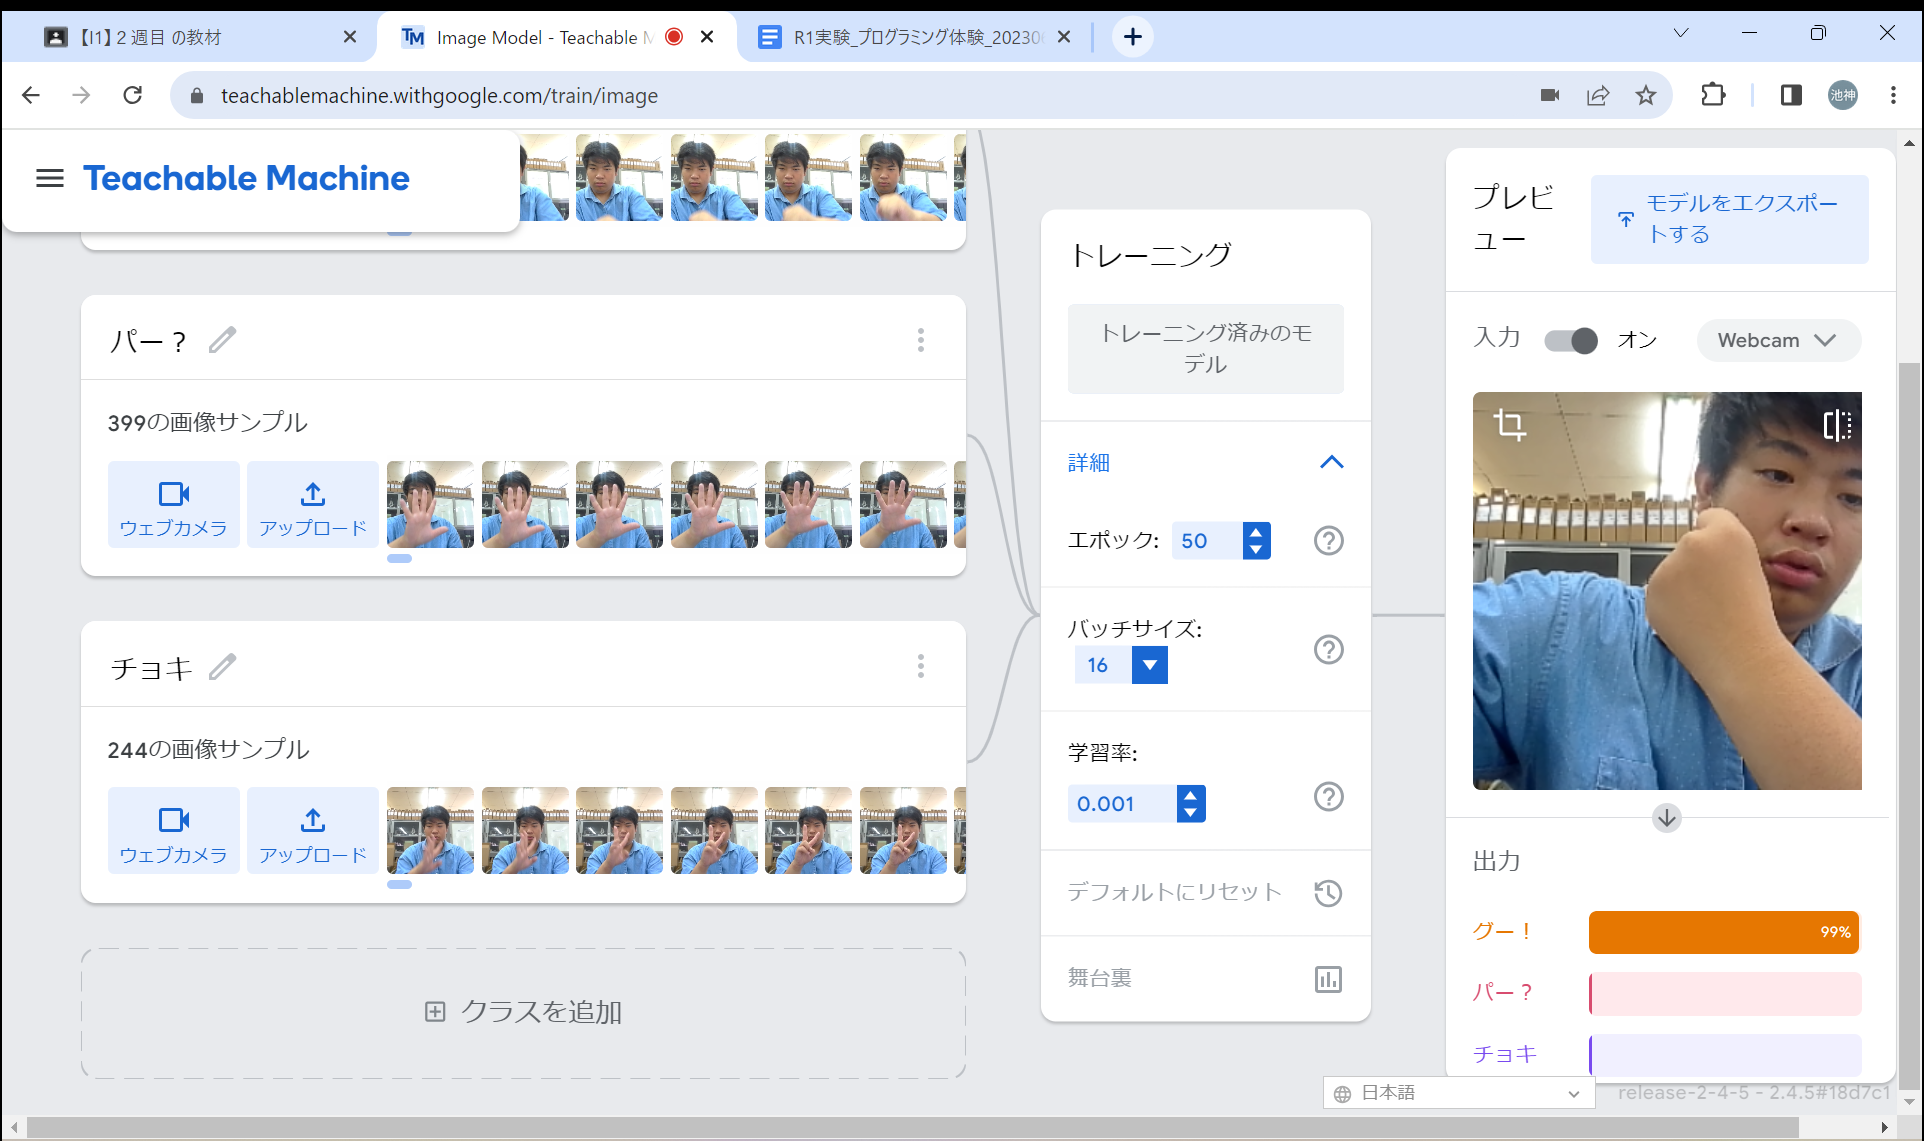 【I1】２週目 の教材
Image Model - Teachable M
R1実験_プログラミング体験_20230
teachablemachine.withgoogle.com/train/image
池神
Teachable Machine
パー？
399の画像サンプル
ウェブカメラ
アップロード
チョキ
244の画像サンプル
ウェブカメラ
アップロード
クラスを追加
トレーニング
トレーニング済みのモ
デル
詳細
エポック: 50
バッチサイズ:
16
学習率:
0.001
デフォルトにリセット
舞台裏
プレビ
ュー
モデルをエクスポー
トする
入力 オン Webcam
出力
グー！ 99%
パー？
チョキ
日本語
release-2-4-5 - 2.4.5#18d7c1